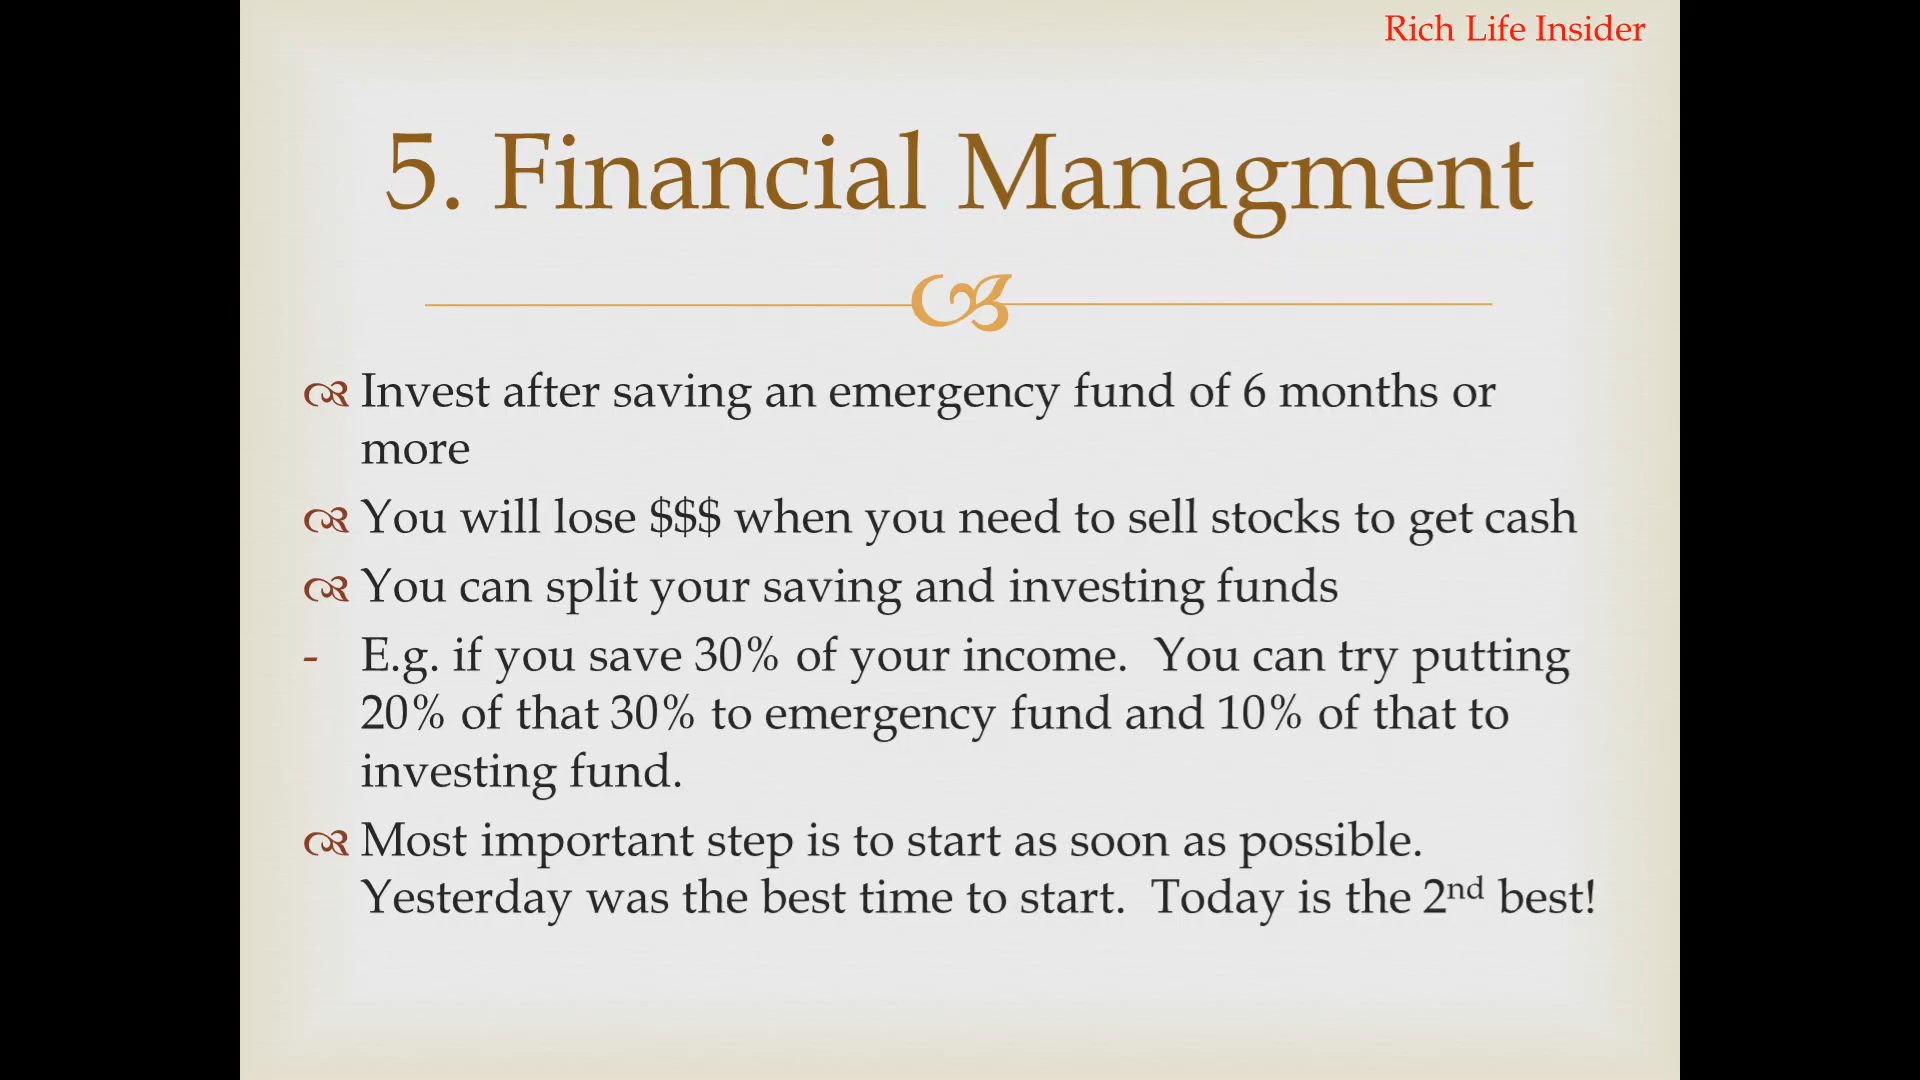 Rich Life Insider
5. Financial Managment
Invest after saving an emergency fund of 6 months or
more
You will lose $$$ when you need to sell stocks to get cash
You can split your saving and investing funds
- E.g. if you save 30% of your income.  You can try putting
20% of that 30% to emergency fund and 10% of that to
investing fund.
Most important step is to start as soon as possible.
Yesterday was the best time to start.  Today is the 2nd best!